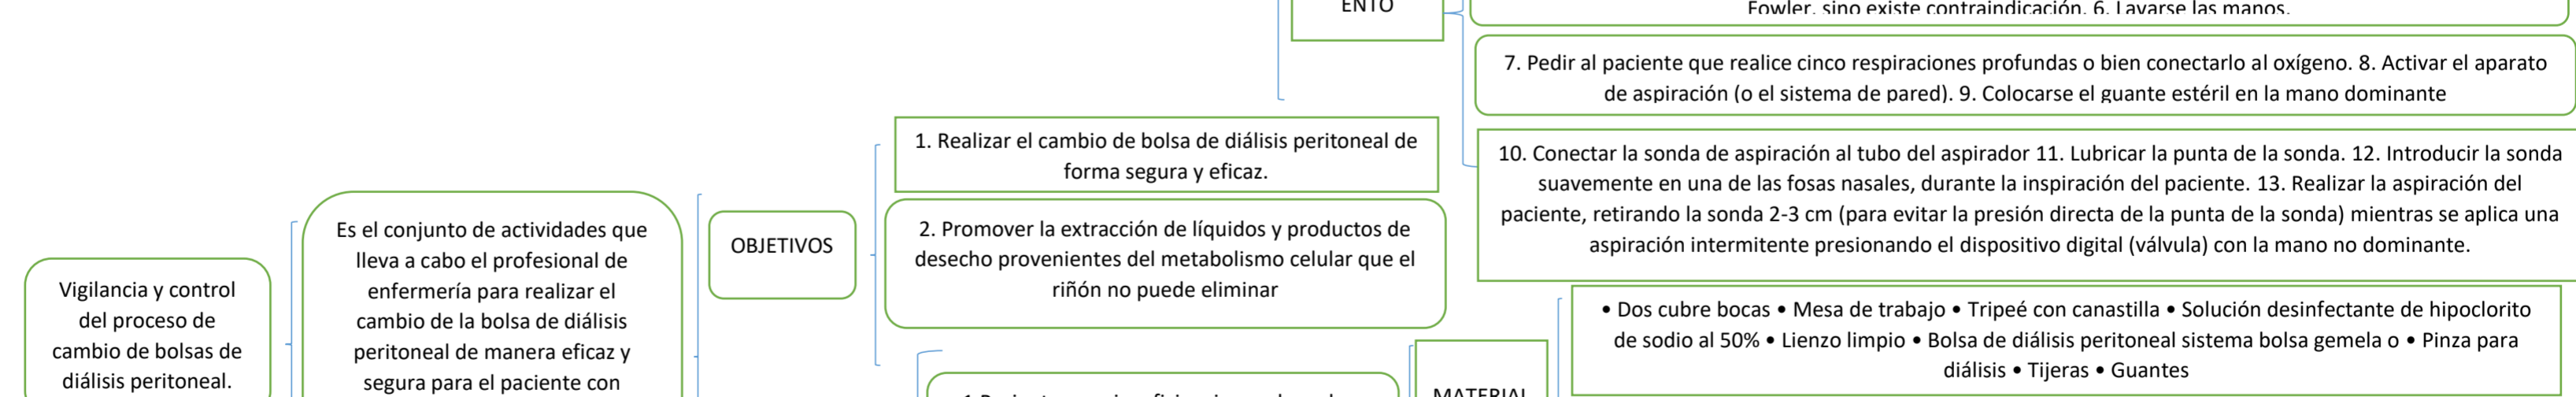 ENTO
Fowler, sino existe contraindicación. 6. Lavarse las manos.
7. Pedir al paciente que realice cinco respiraciones profundas o bien conectarlo al oxígeno. 8. Activar el aparato
de aspiración (o el sistema de pared). 9. Colocarse el guante estéril en la mano dominante
10. Conectar la sonda de aspiración al tubo del aspirador 11. Lubricar la punta de la sonda. 12. Introducir la sonda
suavemente en una de las fosas nasales, durante la inspiración del paciente. 13. Realizar la aspiración del
paciente, retirando la sonda 2-3 cm (para evitar la presión directa de la punta de la sonda) mientras se aplica una
aspiración intermitente presionando el dispositivo digital (válvula) con la mano no dominante.
Vigilancia y control
del proceso de
cambio de bolsas de
diálisis peritoneal.
Es el conjunto de actividades que
lleva a cabo el profesional de
enfermería para realizar el
cambio de la bolsa de diálisis
peritoneal de manera eficaz y
segura para el paciente con
OBJETIVOS
1. Realizar el cambio de bolsa de diálisis peritoneal de
forma segura y eficaz.
2. Promover la extracción de líquidos y productos de
desecho provenientes del metabolismo celular que el
riñón no puede eliminar
MATERIAL
• Dos cubre bocas • Mesa de trabajo • Tripeé con canastilla • Solución desinfectante de hipoclorito
de sodio al 50% • Lienzo limpio • Bolsa de diálisis peritoneal sistema bolsa gemela o • Pinza para
diálisis • Tijeras • Guantes